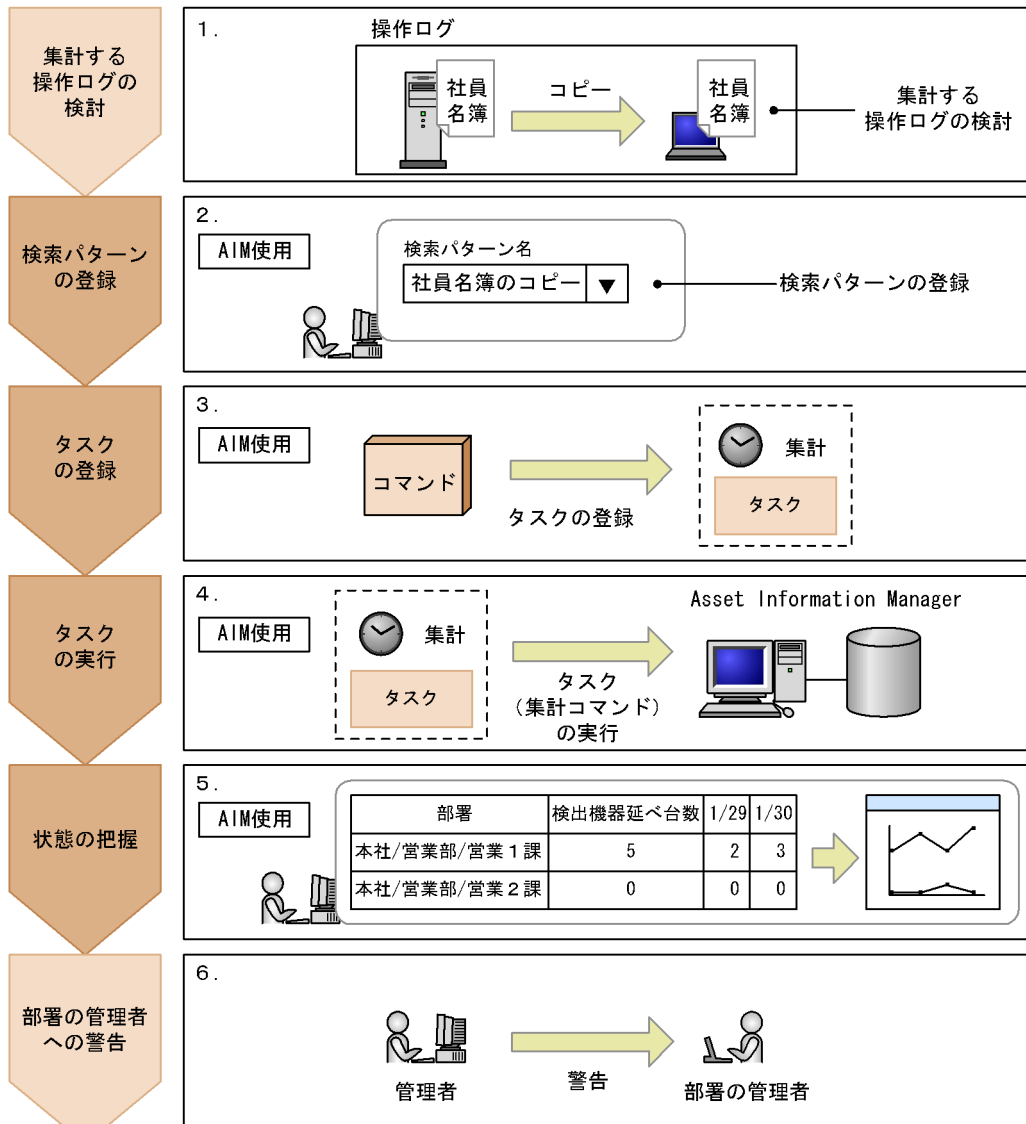 集計する
操作ログの
検討
1.
操作ログ
社員
名簿
コピー
社員
名簿
集計する
操作ログの検討
検索パターン
の登録
2.
AIM使用
検索パターン名
社員名簿のコピー ▼
検索パターンの登録
タスク
の登録
3.
AIM使用
コマンド
タスクの登録
集計
タスク
タスク
の実行
4.
AIM使用
集計
タスク
タスク
(集計コマンド)
の実行
Asset Information Manager
状態の把握
5.
AIM使用
部署 検出機器延べ台数 1/29 1/30
本社/営業部/営業1課 5 2 3
本社/営業部/営業2課 0 0 0
部署の管理者
への警告
6.
管理者
警告
部署の管理者